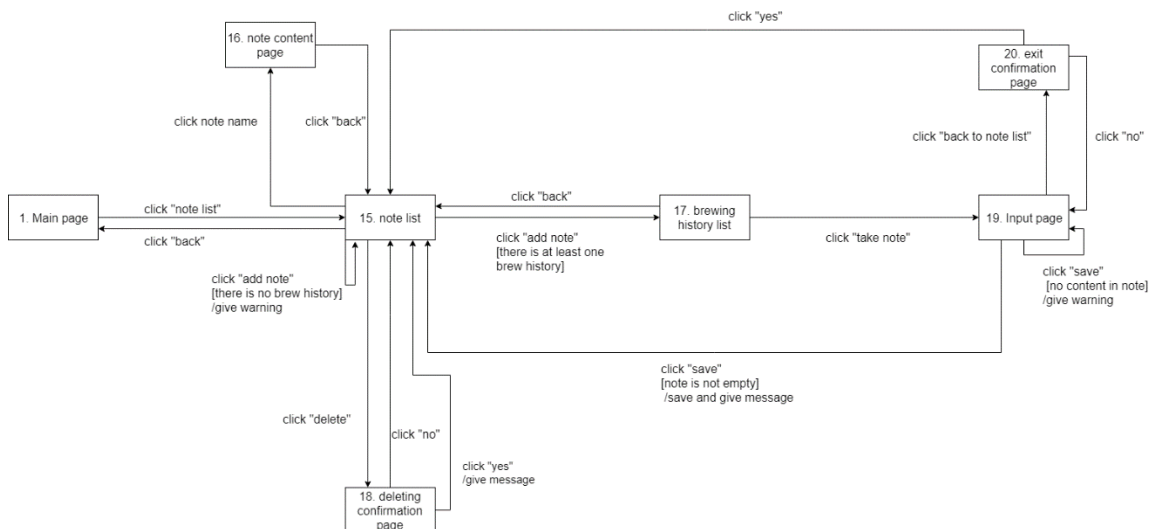 click "yes"
16. note content
page
20. exit
confirmation
page
click note name
click "back"
click "back to note list"
click "no"
1. Main page
click "note list"
click "back"
15. note list
click "back"
17. brewing
history list
click "take note"
19. Input page
click "add note"
[there is no brew history]
/give warning
click "add note"
[there is at least one
brew history]
click "save"
[no content in note]
/give warning
click "save"
[note is not empty]
/save and give message
click "delete"
click "no"
click "yes"
/give message
18. deleting
confirmation
page